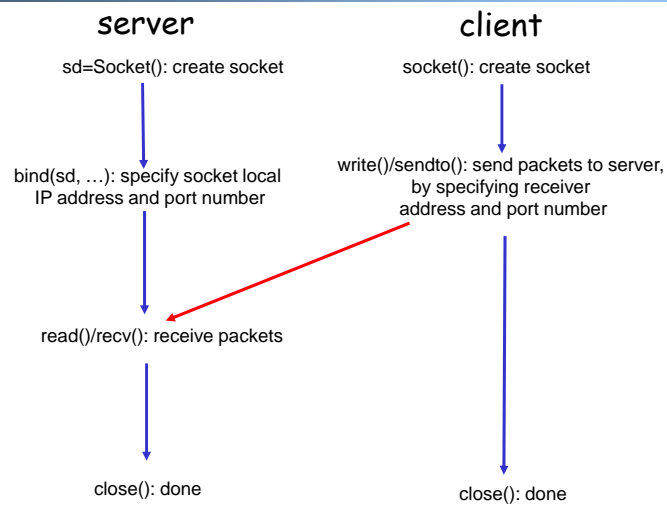 server
client
sd=Socket(): create socket
socket(): create socket
bind(sd, …): specify socket local
IP address and port number
write()/sendto(): send packets to server,
by specifying receiver
address and port number
read()/recv(): receive packets
close(): done
close(): done